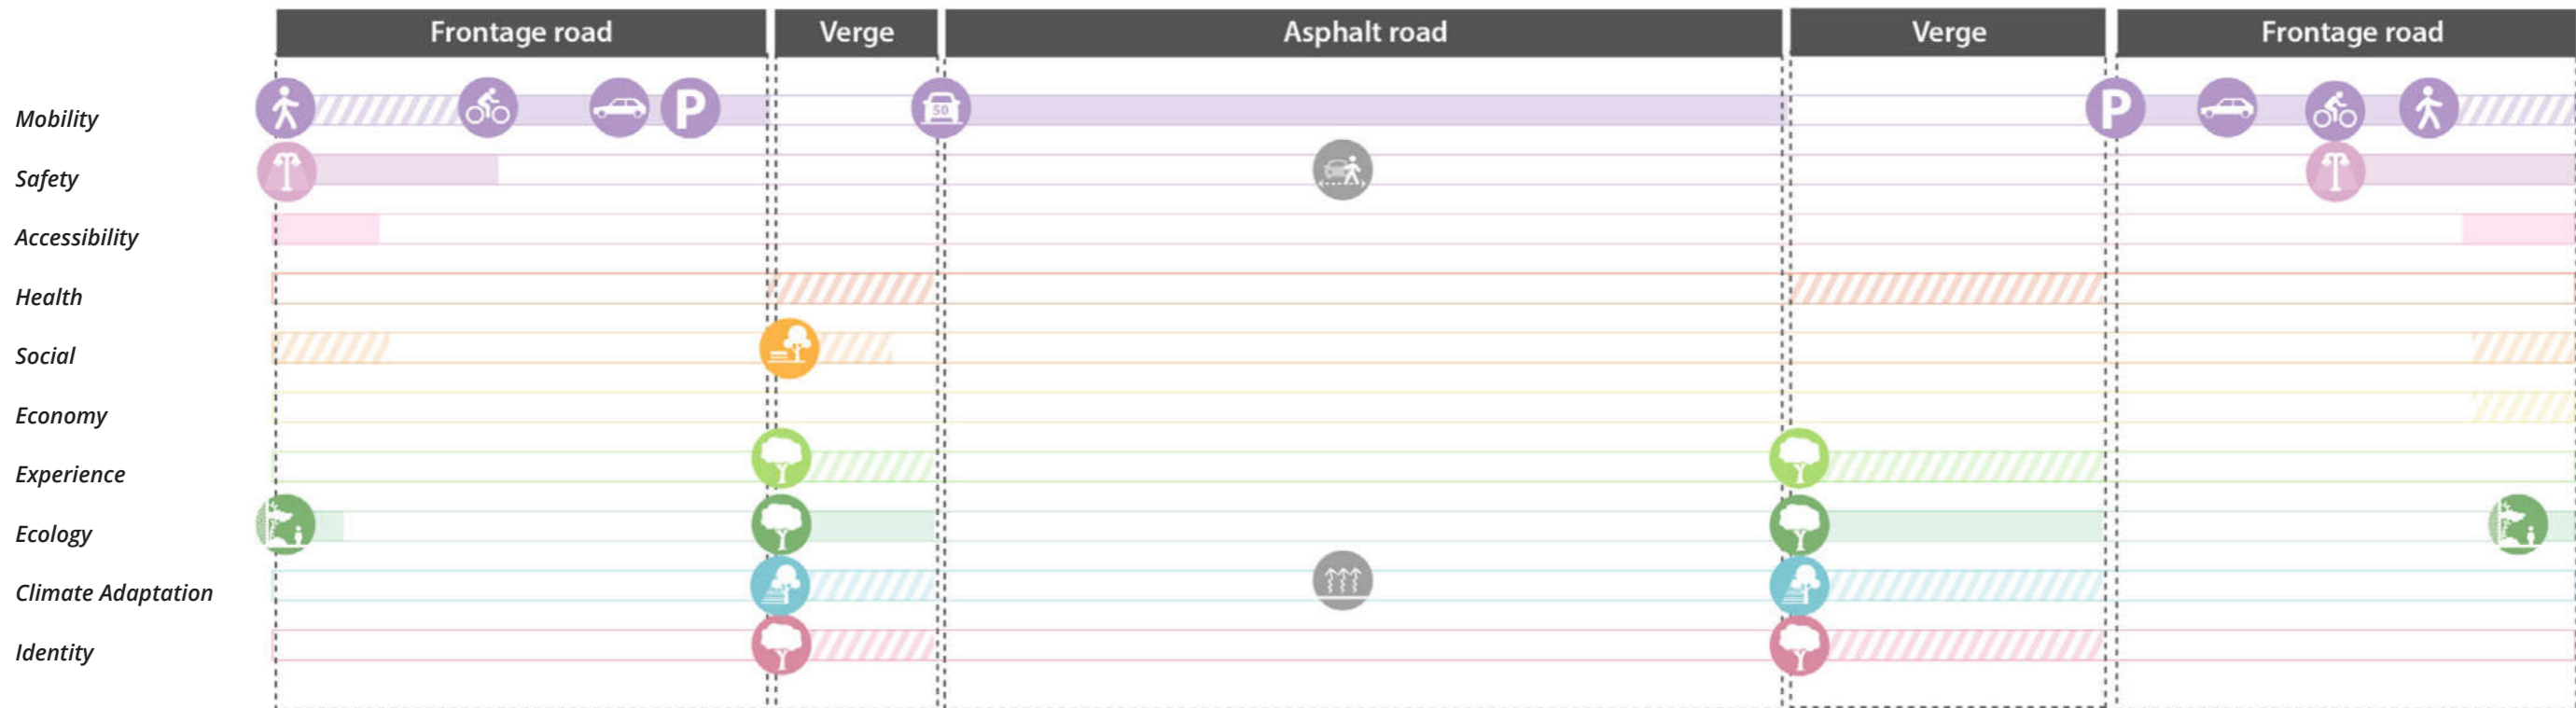 Frontage road Verge Asphalt road Verge Frontage road
Mobility P 50 P
Safety
Accessibility
Health
Social
Economy
Experience
Ecology
Climate Adaptation
Identity